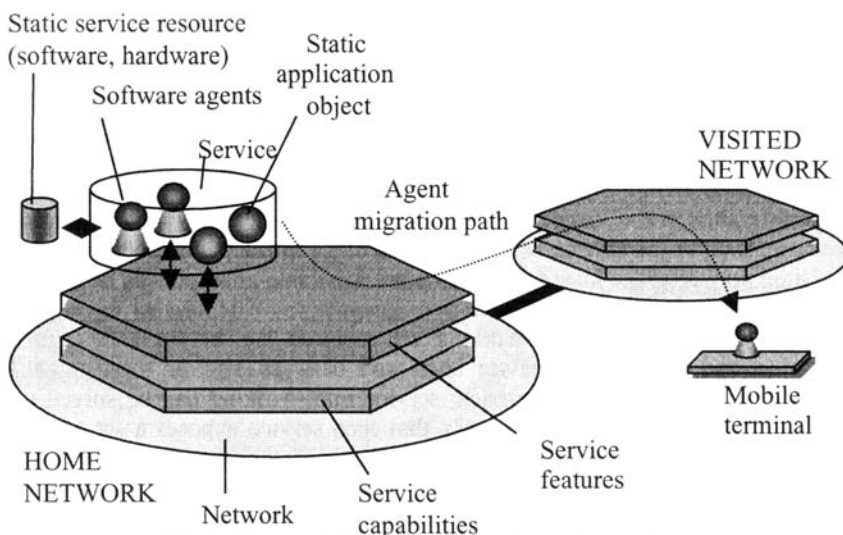 Static service resource
(software, hardware)
Software agents
Static
application
object
Service
VISITED
NETWORK
Agent
migration path
Mobile
terminal
Service
features
HOME
NETWORK
Network
Service
capabilities